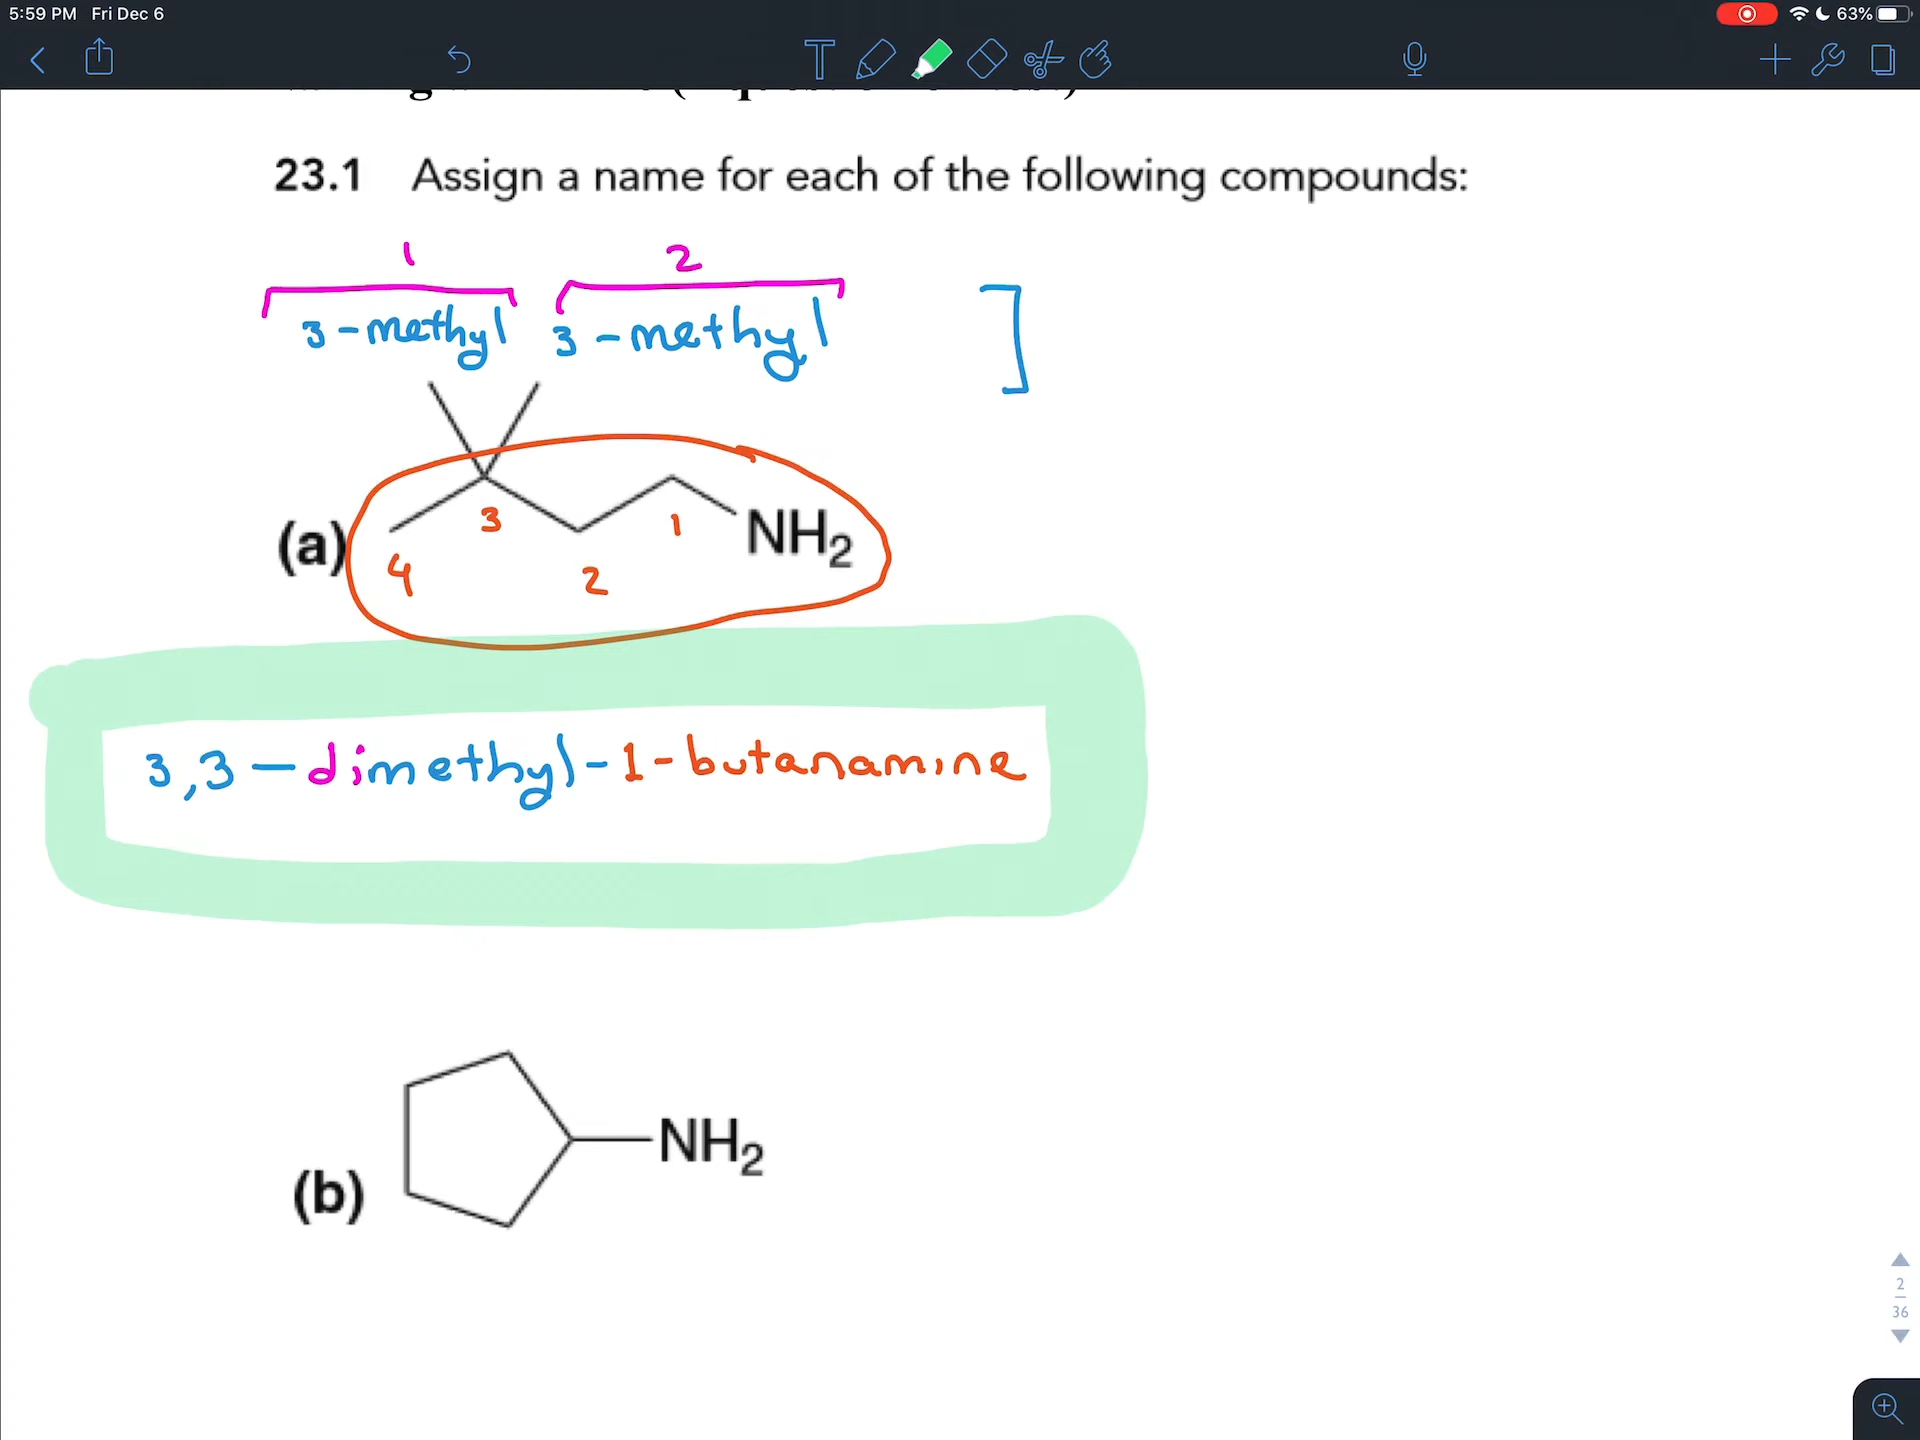 5:59 PM Fri Dec 6
63%
T
23.1 Assign a name for each of the following compounds:
1 2
3-methyl 3-methyl ]
(a) 4 3 2 1 NH₂
3,3-dimethyl-1-butanamine
(b) NH₂
2
36